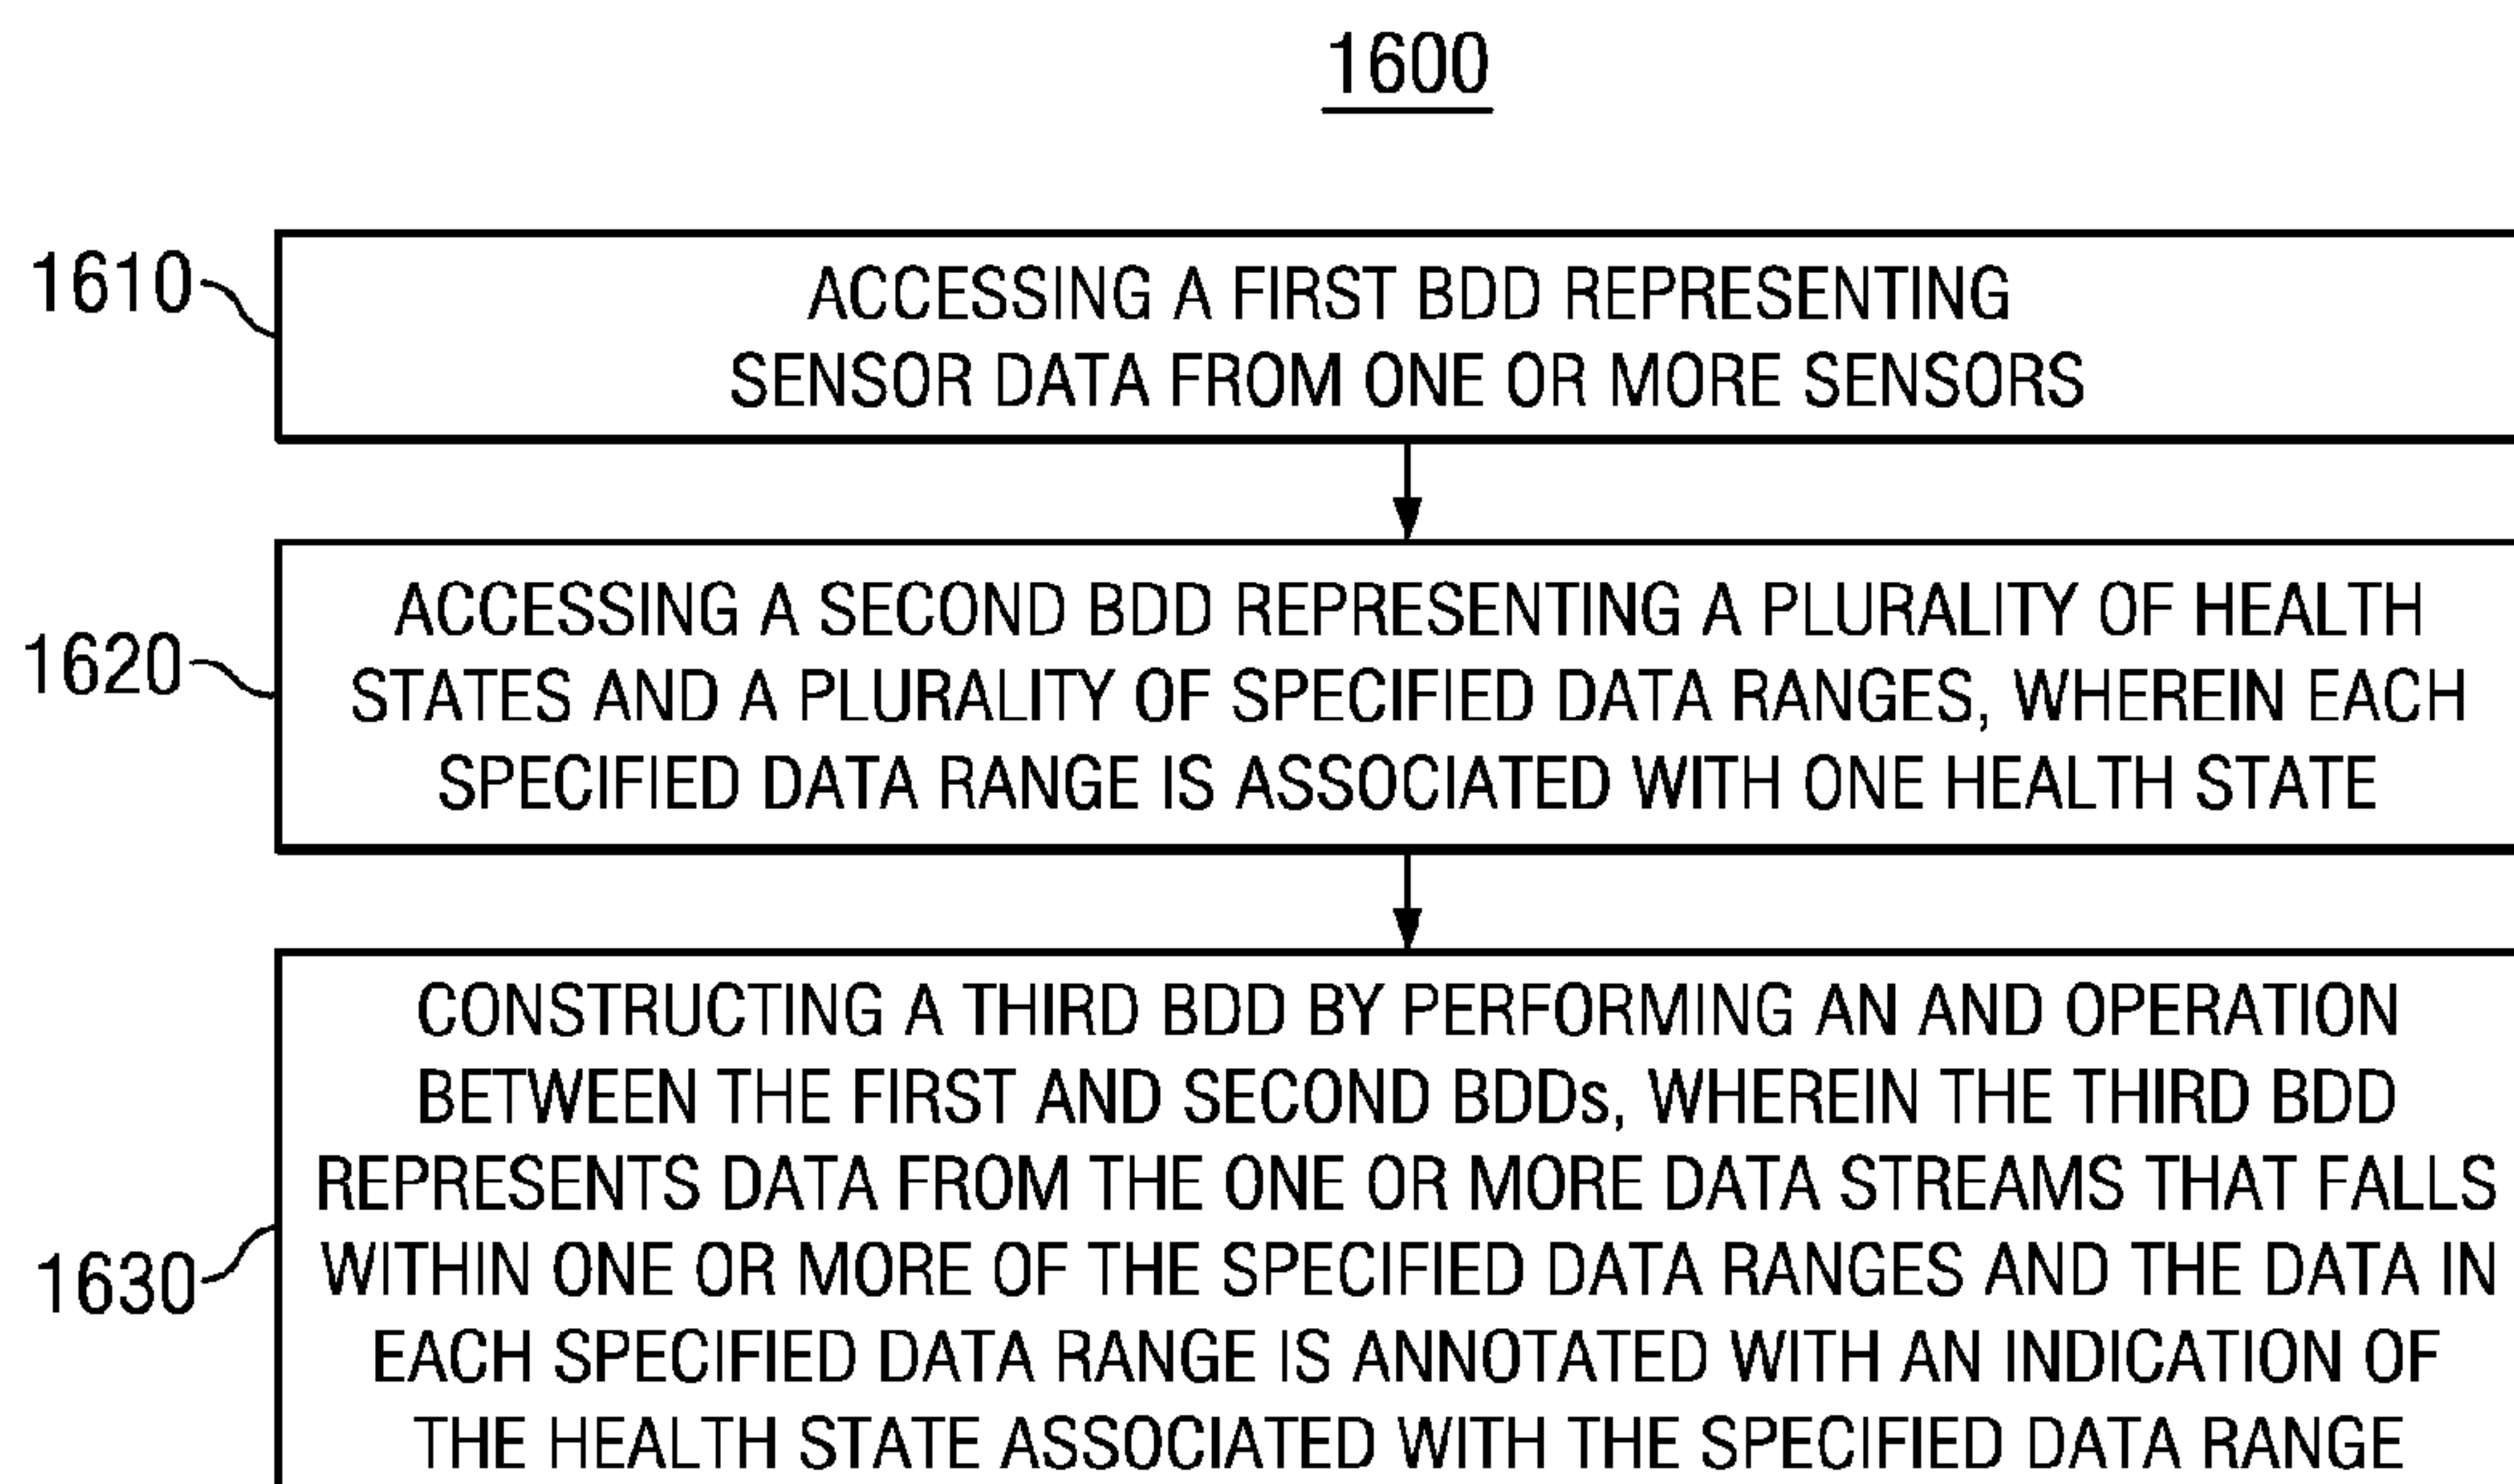 1600
1610
ACCESSING A FIRST BDD REPRESENTING
SENSOR DATA FROM ONE OR MORE SENSORS
1620
ACCESSING A SECOND BDD REPRESENTING A PLURALITY OF HEALTH
STATES AND A PLURALITY OF SPECIFIED DATA RANGES, WHEREIN EACH
SPECIFIED DATA RANGE IS ASSOCIATED WITH ONE HEALTH STATE
1630
CONSTRUCTING A THIRD BDD BY PERFORMING AN AND OPERATION
BETWEEN THE FIRST AND SECOND BDDs, WHEREIN THE THIRD BDD
REPRESENTS DATA FROM THE ONE OR MORE DATA STREAMS THAT FALLS
WITHIN ONE OR MORE OF THE SPECIFIED DATA RANGES AND THE DATA IN
EACH SPECIFIED DATA RANGE IS ANNOTATED WITH AN INDICATION OF
THE HEALTH STATE ASSOCIATED WITH THE SPECIFIED DATA RANGE